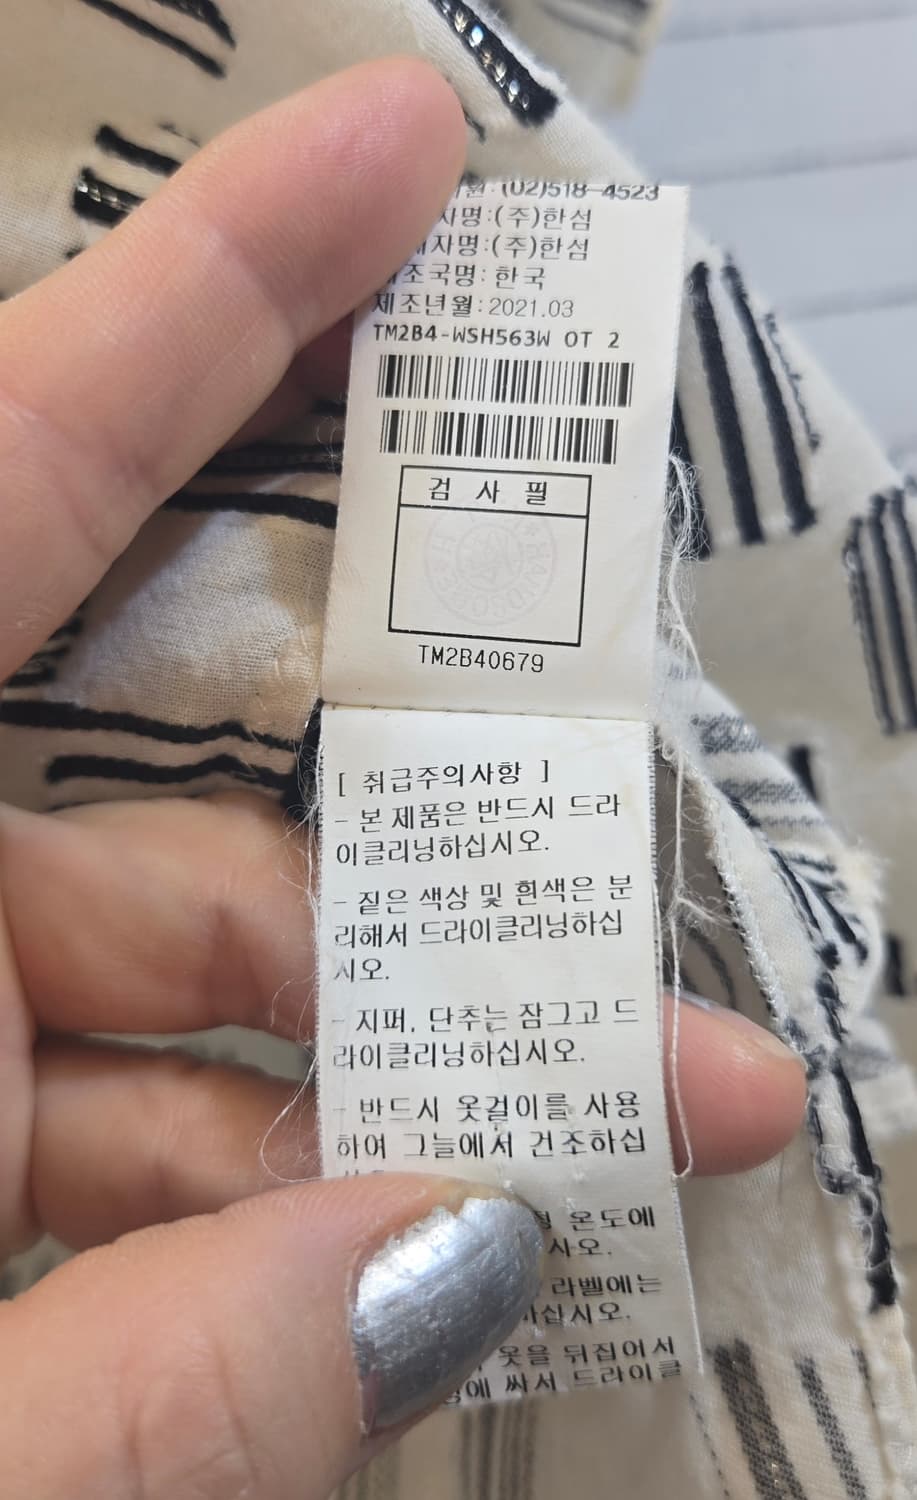 원:(02)518-4523
자명:(주)한섬
자명:(주)한섬
제조국명:한국
제조년월:2021.03
TM2B4-WSH563W OT 2
검 사 필
HANDSOME
TM2B40679
[ 취급주의사항 ]
- 본 제품은 반드시 드라
이클리닝하십시오.
- 짙은 색상 및 흰색은 분
리해서 드라이클리닝하십
시오.
- 지퍼, 단추는 잠그고 드
라이클리닝하십시오.
- 반드시 옷걸이를 사용
하여 그늘에서 건조하십
온도에
라벨에는
하십시오.
옷을 뒤집어서
싸서 드라이클